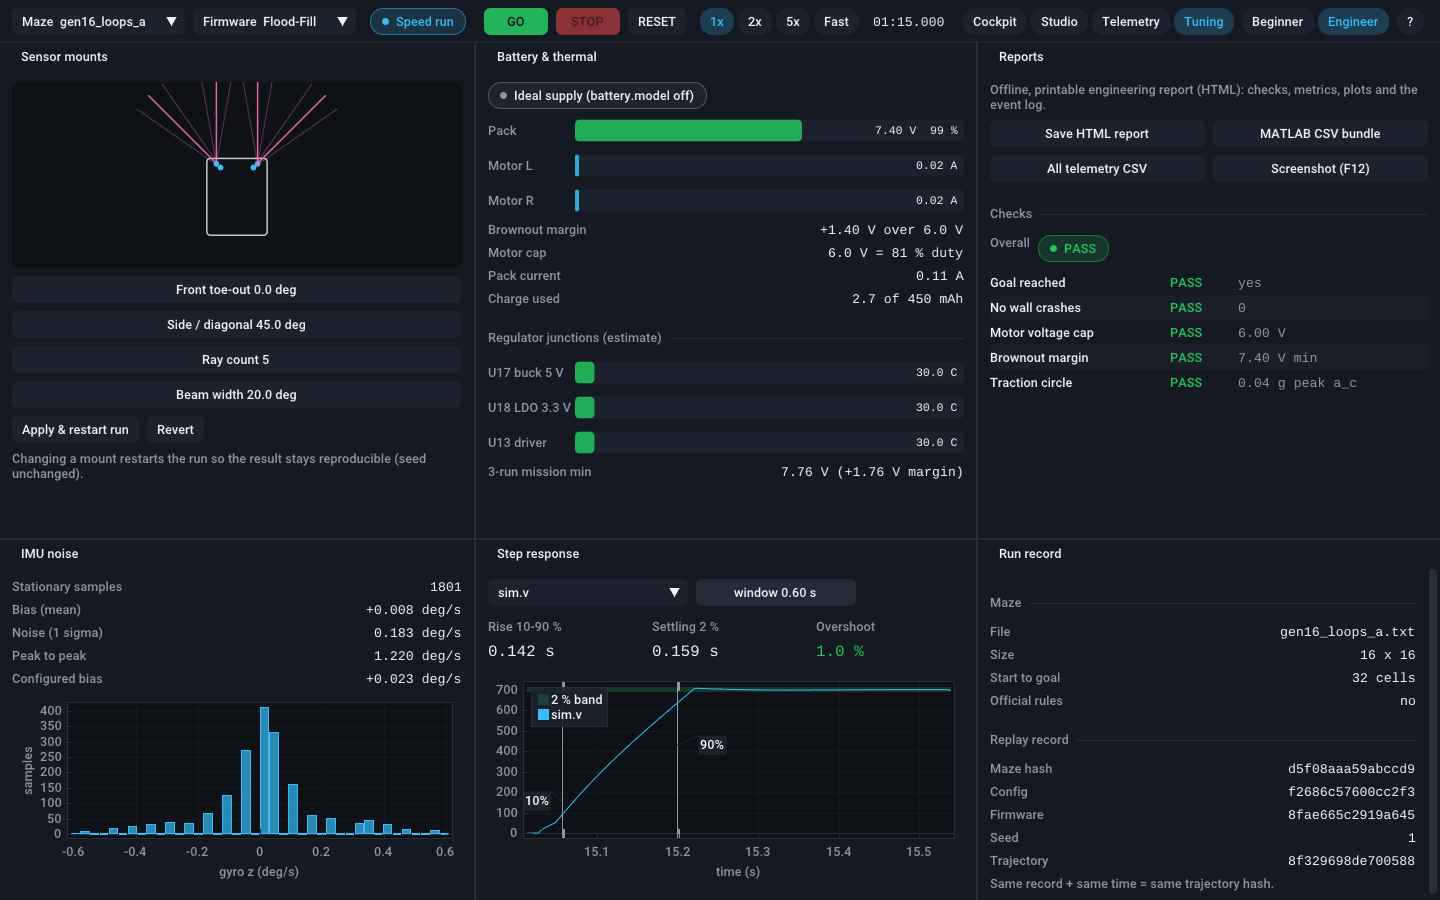 Maze gen16_loops_a Firmware Flood-Fill Speed run GO STOP RESET 1x 2x 5x Fast 01:15.000 Cockpit Studio Telemetry Tuning Beginner Engineer ?
Sensor mounts
Front toe-out 0.0 deg
Side / diagonal 45.0 deg
Ray count 5
Beam width 20.0 deg
Apply & restart run Revert
Changing a mount restarts the run so the result stays reproducible (seed
unchanged).
Battery & thermal
Ideal supply (battery.model off)
Pack 7.40 V 99 %
Motor L 0.02 A
Motor R 0.02 A
Brownout margin +1.40 V over 6.0 V
Motor cap 6.0 V = 81 % duty
Pack current 0.11 A
Charge used 2.7 of 450 mAh
Regulator junctions (estimate)
U17 buck 5 V 30.0 C
U18 LDO 3.3 V 30.0 C
U13 driver 30.0 C
3-run mission min 7.76 V (+1.76 V margin)
Reports
Offline, printable engineering report (HTML): checks, metrics, plots and the
event log.
Save HTML report MATLAB CSV bundle
All telemetry CSV Screenshot (F12)
Checks
Overall PASS
Goal reached PASS yes
No wall crashes PASS 0
Motor voltage cap PASS 6.00 V
Brownout margin PASS 7.40 V min
Traction circle PASS 0.04 g peak a_c
IMU noise
Stationary samples 1801
Bias (mean) +0.008 deg/s
Noise (1 sigma) 0.183 deg/s
Peak to peak 1.220 deg/s
Configured bias +0.023 deg/s
400
350
300
250
200
150
100
50
0
samples
-0.6 -0.4 -0.2 0 0.2 0.4 0.6
gyro z (deg/s)
Step response
sim.v window 0.60 s
Rise 10-90 % Settling 2 % Overshoot
0.142 s 0.159 s 1.0 %
700
600
500
400
300
200
100
0
2 % band
sim.v
90%
10%
15.1 15.2 15.3 15.4 15.5
time (s)
Run record
Maze
File gen16_loops_a.txt
Size 16 x 16
Start to goal 32 cells
Official rules no
Replay record
Maze hash d5f08aaa59abccd9
Config f2686c57600cc2f3
Firmware 8fae665c2919a645
Seed 1
Trajectory 8f329698de700588
Same record + same time = same trajectory hash.